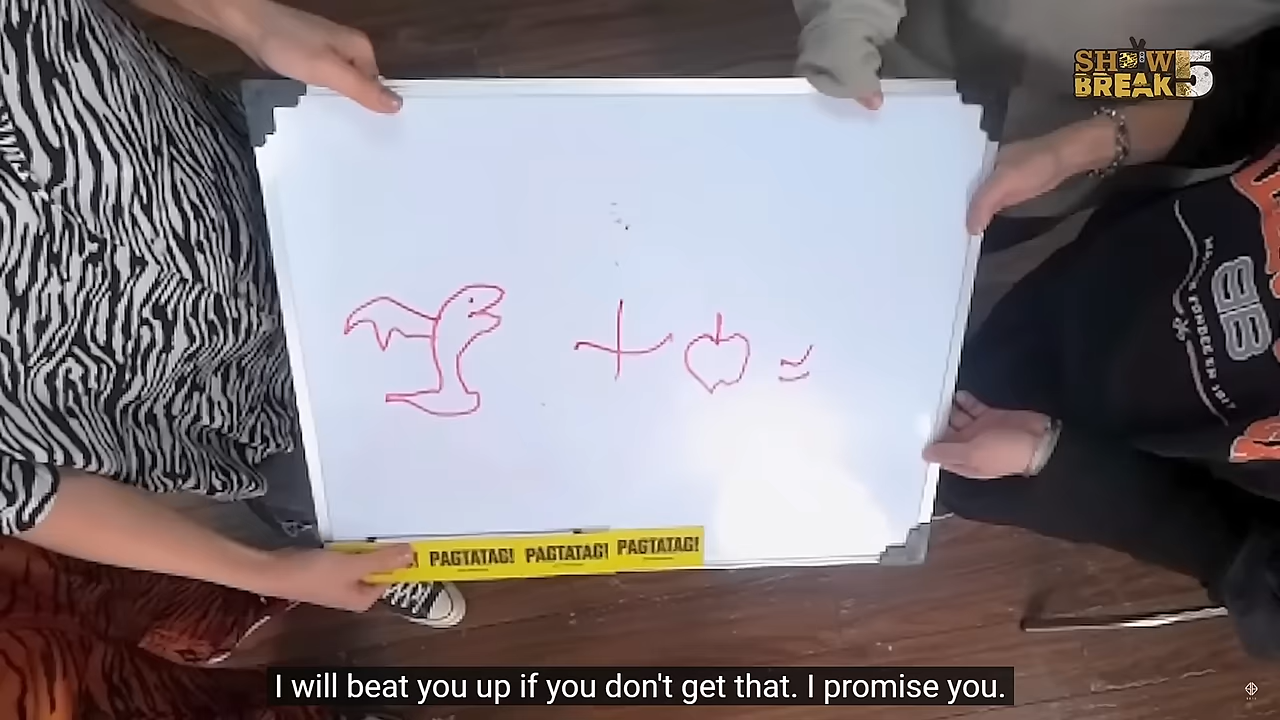 SHOW
BREAK 5
PAGTATAG! PAGTATAG! PAGTATAG!
I will beat you up if you don't get that. I promise you.